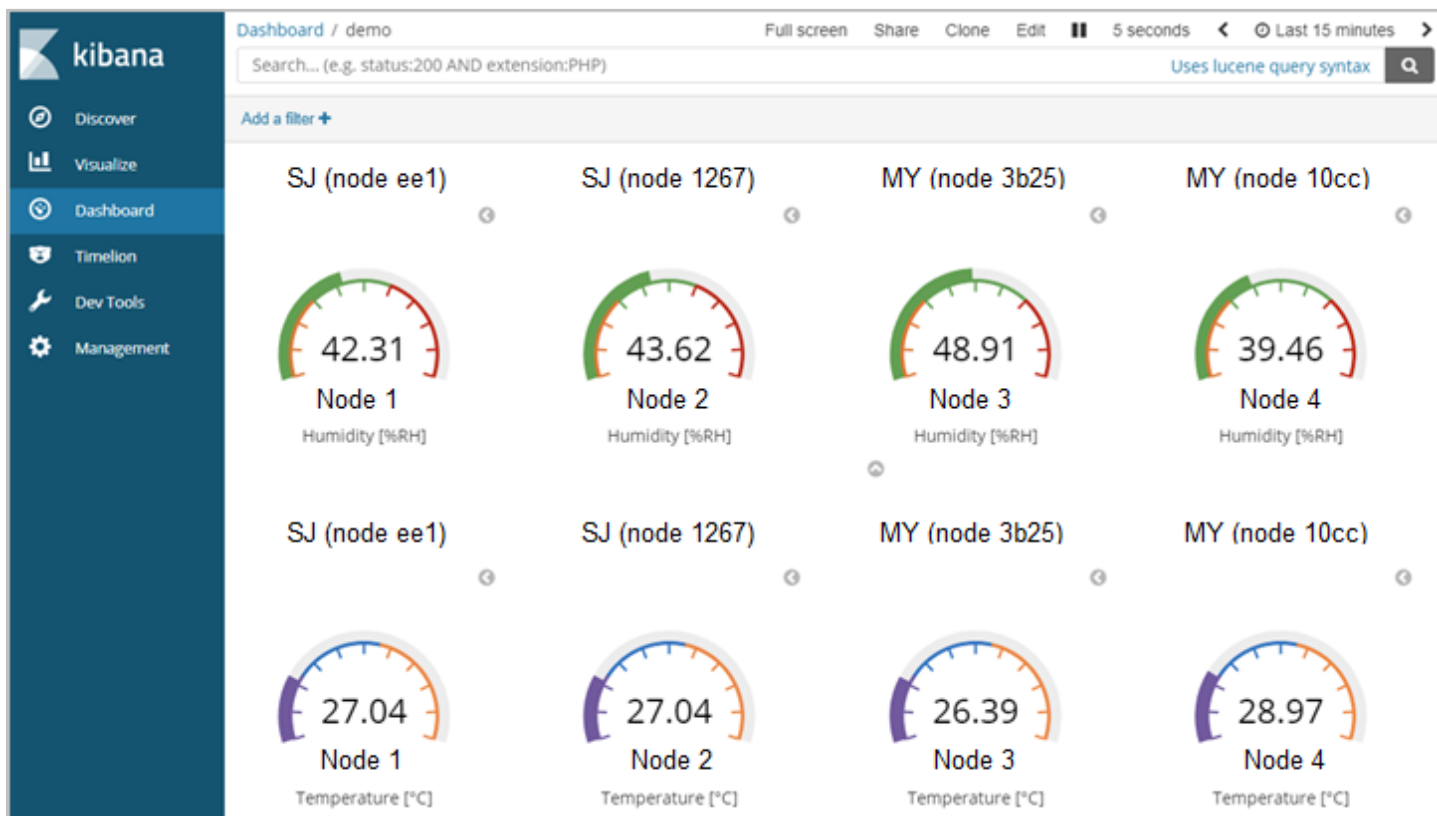 kibana
Discover
Visualize
Dashboard
Timelion
Dev Tools
Management
Dashboard / demo
Full screen Share Clone Edit 5 seconds Last 15 minutes
Search... (e.g. status:200 AND extension:PHP) Uses lucene query syntax
Add a filter +
SJ (node ee1) SJ (node 1267) MY (node 3b25) MY (node 10cc)
42.31 43.62 48.91 39.46
Node 1 Node 2 Node 3 Node 4
Humidity [%RH] Humidity [%RH] Humidity [%RH] Humidity [%RH]
SJ (node ee1) SJ (node 1267) MY (node 3b25) MY (node 10cc)
27.04 27.04 26.39 28.97
Node 1 Node 2 Node 3 Node 4
Temperature [°C] Temperature [°C] Temperature [°C] Temperature [°C]